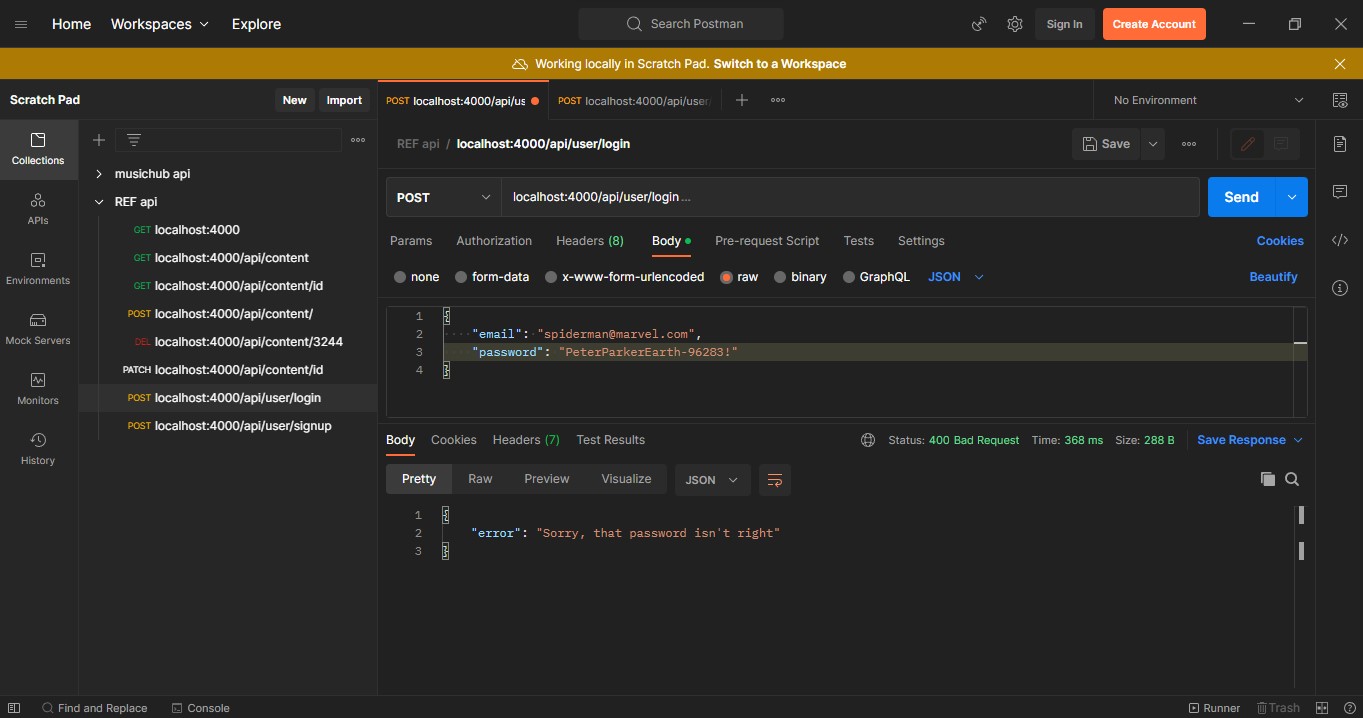 Home Workspaces Explore Search Postman Sign In Create Account
Working locally in Scratch Pad. Switch to a Workspace
Scratch Pad New Import POST localhost:4000/api/us POST localhost:4000/api/user/ No Environment
Collections
APIs
Environments
Mock Servers
Monitors
History
musichub api
REF api
GET localhost:4000
GET localhost:4000/api/content
GET localhost:4000/api/content/id
POST localhost:4000/api/content/
DEL localhost:4000/api/content/3244
PATCH localhost:4000/api/content/id
POST localhost:4000/api/user/login
POST localhost:4000/api/user/signup
REF api / localhost:4000/api/user/login Save
POST localhost:4000/api/user/login... Send
Params Authorization Headers (8) Body Pre-request Script Tests Settings Cookies
none form-data x-www-form-urlencoded raw binary GraphQL JSON Beautify
1 {
2 "email": "spiderman@marvel.com",
3 "password": "PeterParkerEarth-96283!"
4 }
Body Cookies Headers (7) Test Results Status: 400 Bad Request Time: 368 ms Size: 288 B Save Response
Pretty Raw Preview Visualize JSON
1 {
2 "error": "Sorry, that password isn't right"
3 }
Find and Replace Console Runner Trash